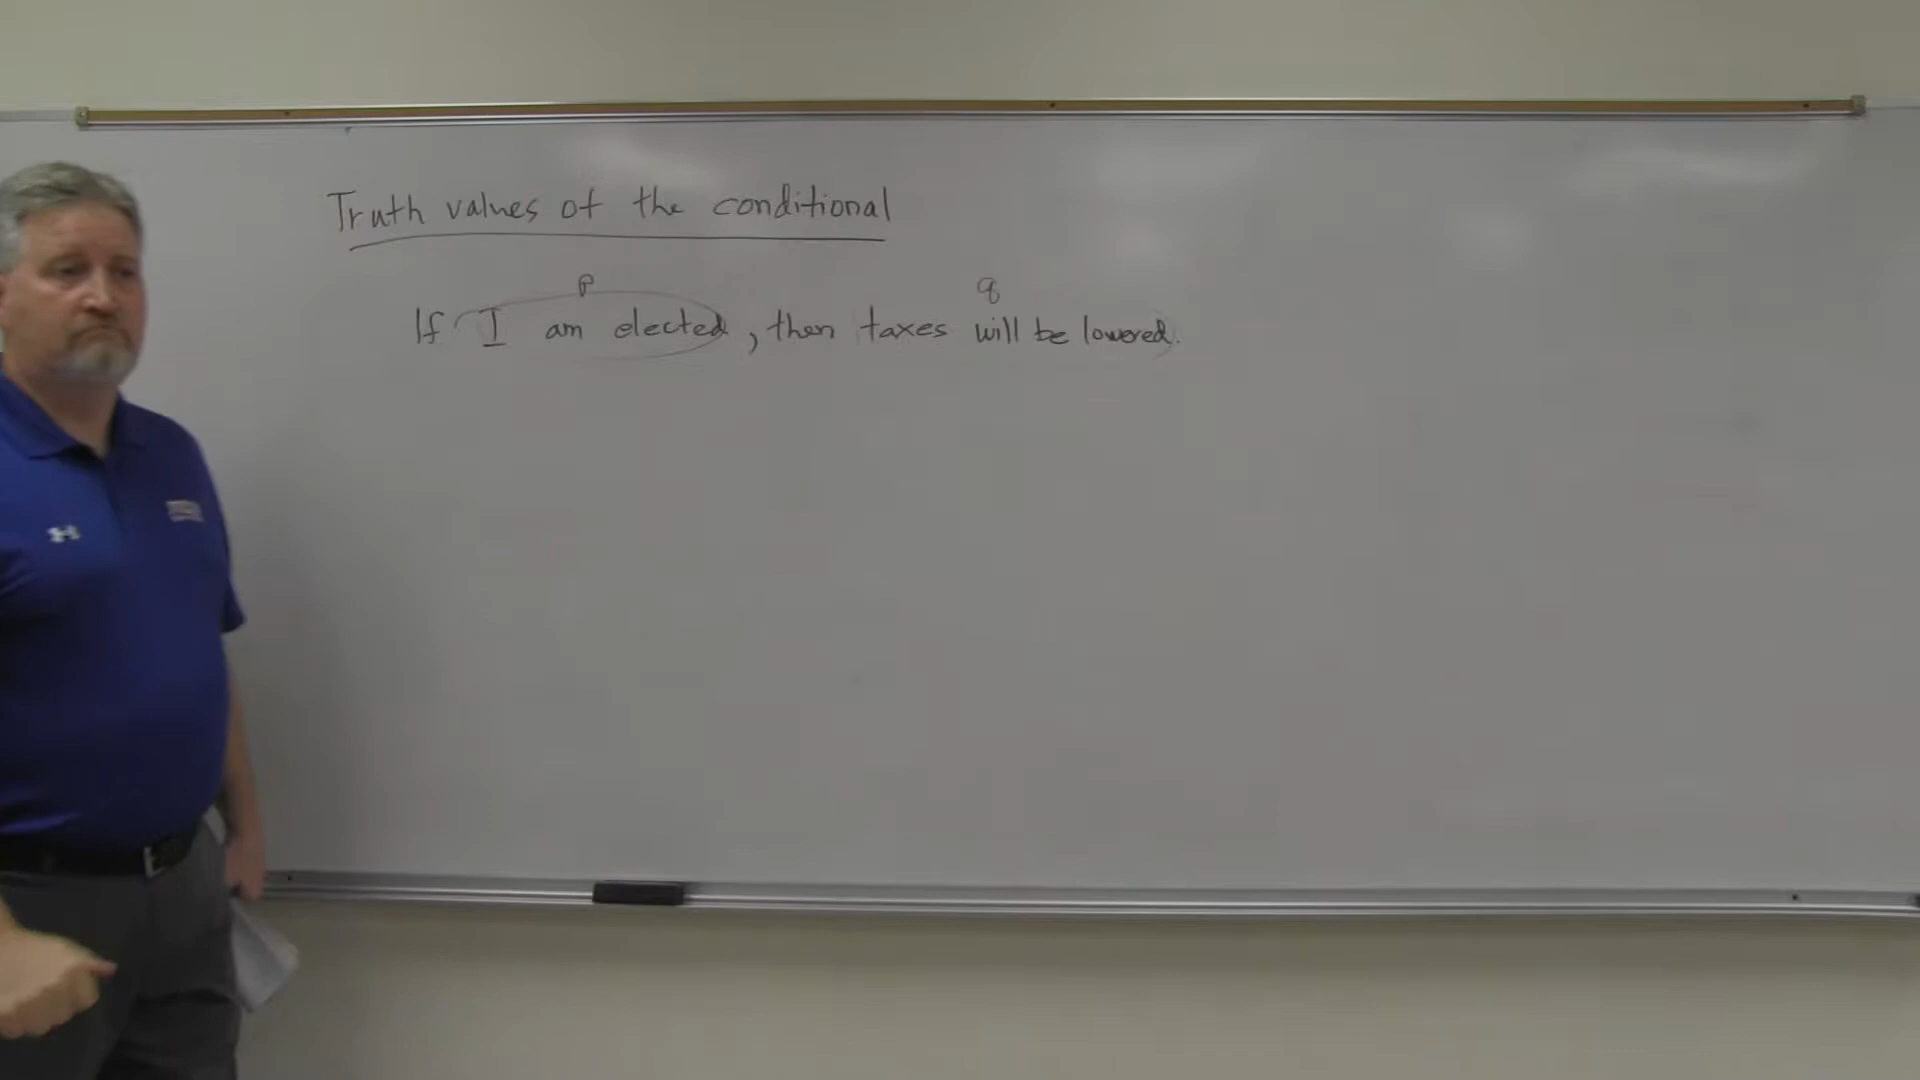 Truth values of the conditional
p q
If I am elected, then taxes will be lowered.